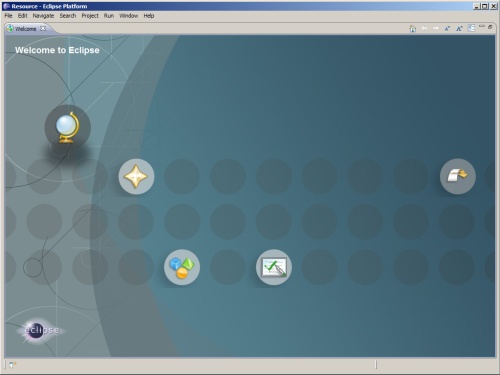 Resource - Eclipse Platform
File Edit Navigate Search Project Run Window Help
Welcome
Welcome to Eclipse
eclipse